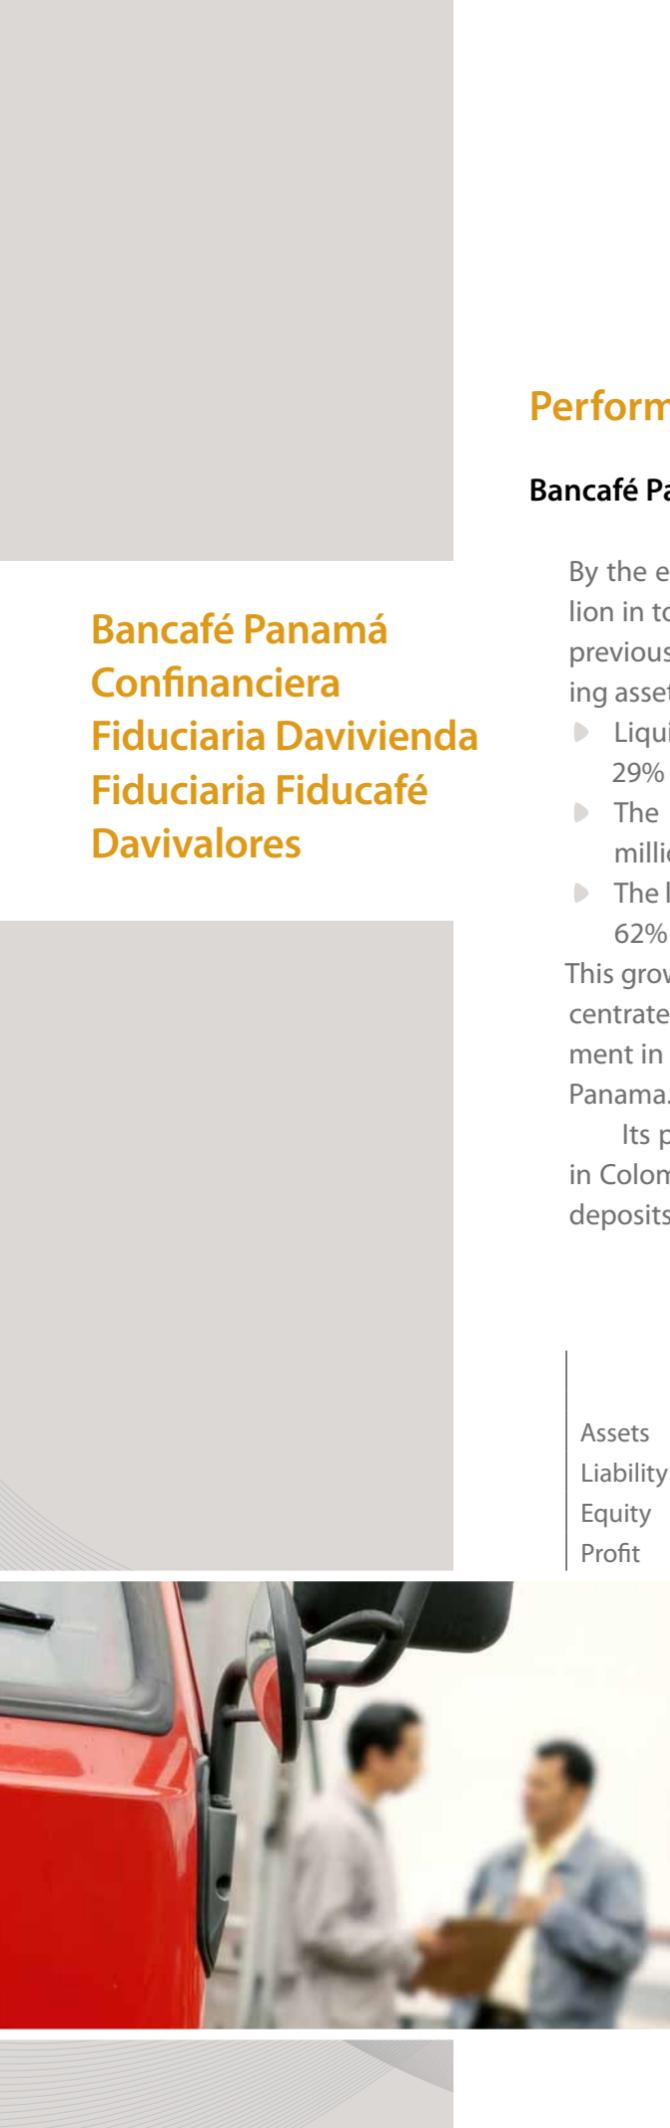 Bancafé Panamá
Confinanciera
Fiduciaria Davivienda
Fiduciaria Fiducafé
Davivalores
Perform
Bancafé Pa
By the e
lion in to
previous
ing asset
Liqui
29%
The
millio
The l
62%
This grow
centrate
ment in
Panama.
Its p
in Colom
deposits
Assets
Liability
Equity
Profit